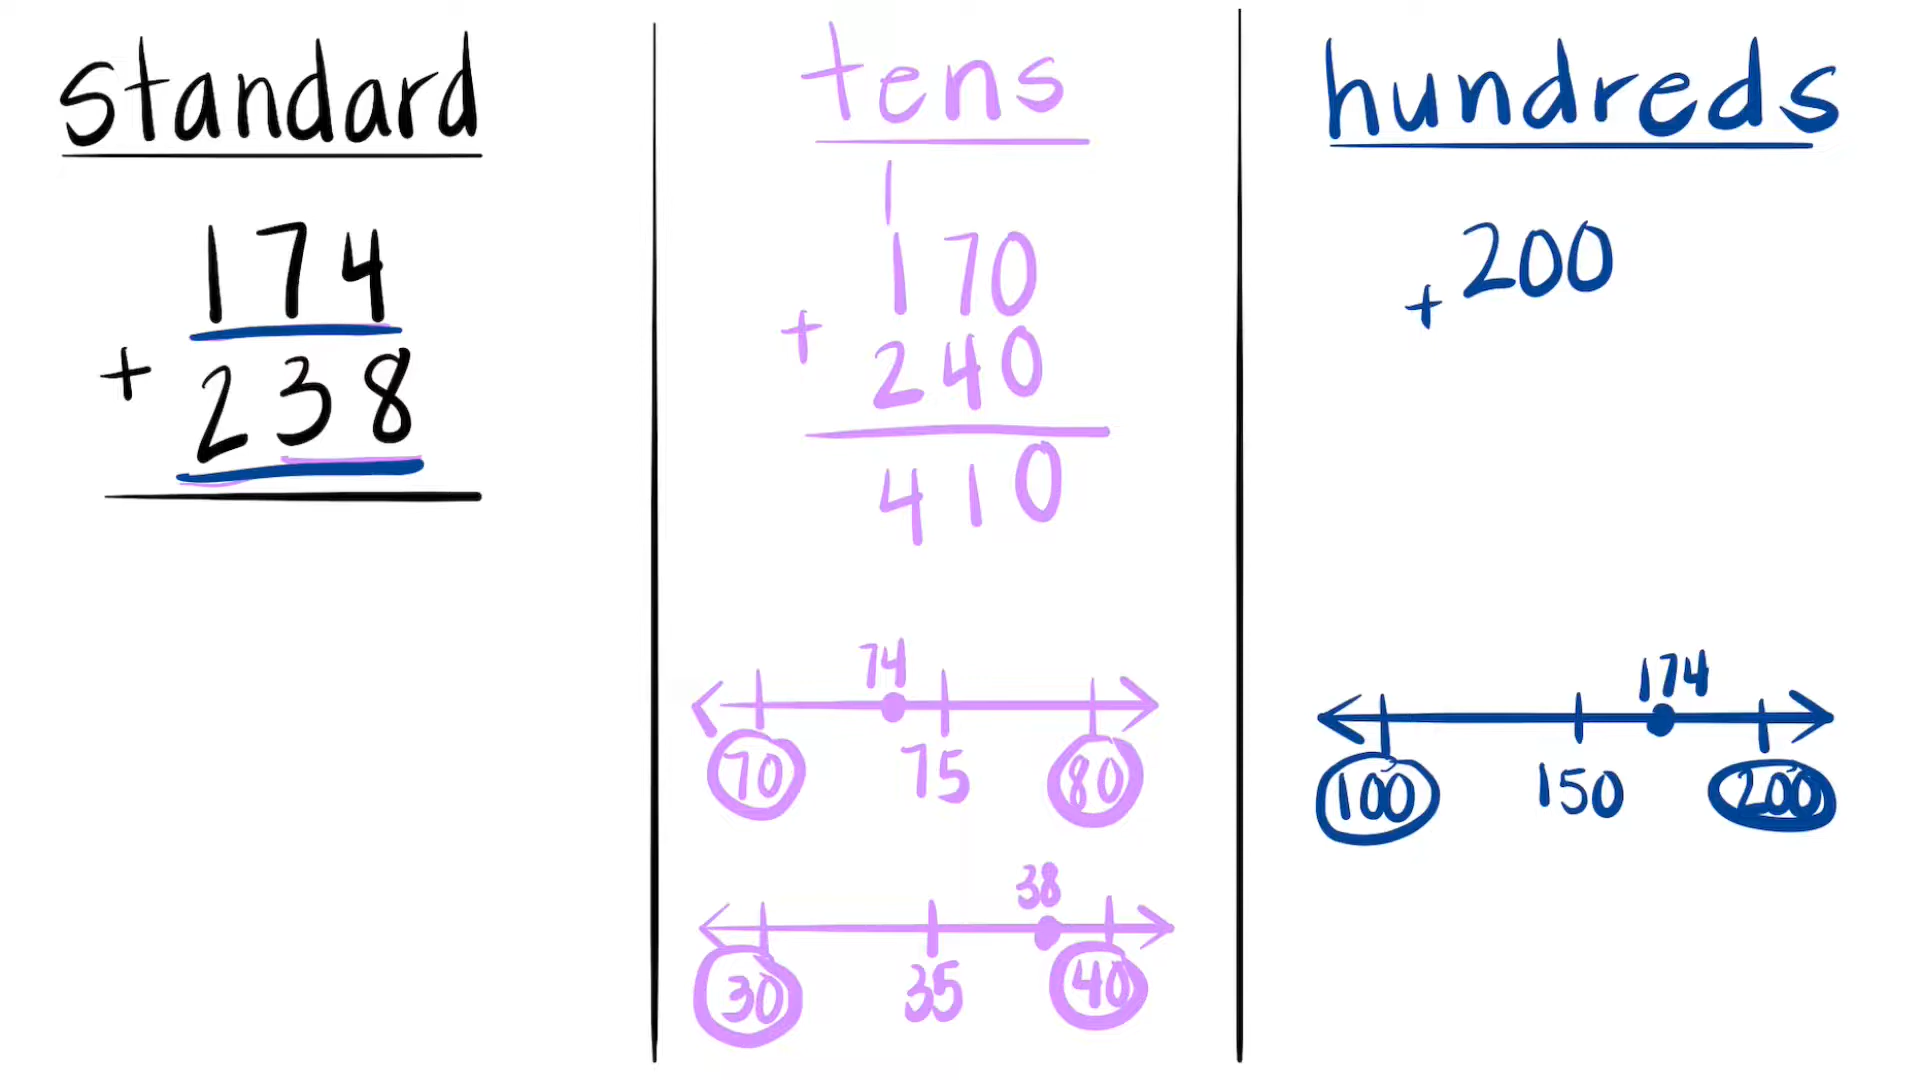 standard
174
+ 238
tens
1
170
+ 240
410
74
70 75 80
38
30 35 40
hundreds
+ 200
174
100 150 200